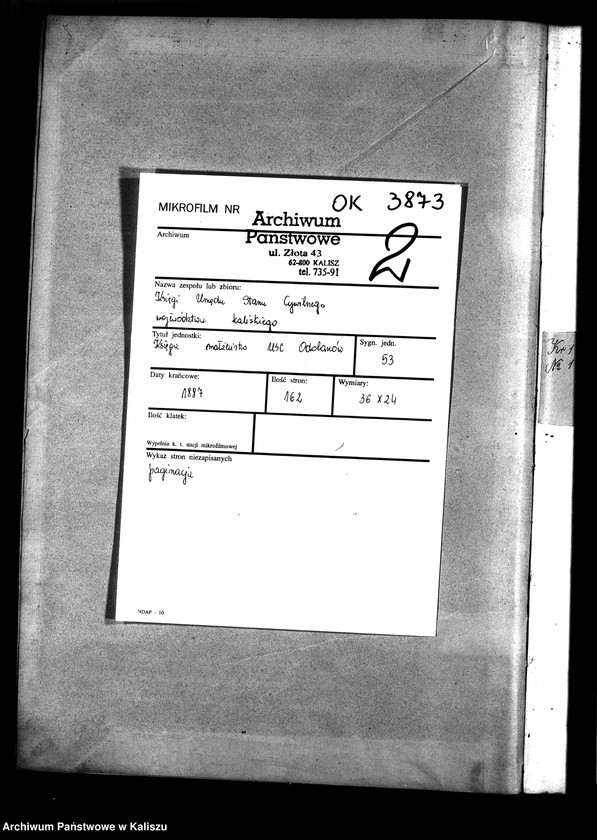 MIKROFILM NR OK 3873
Archiwum
Archiwum
Państwowe
2
ul. Złota 43
62-800 KALISZ
tel. 735-91
Nazwa zespołu lub zbioru:
Księgi Urzędu Stanu Cywilnego
województwa kaliskiego
Tytuł jednostki:
Księga małżeństw USC Odolanów
Sygn. jedn.
53
Daty krańcowe:
1887
Ilość stron:
162
Wymiary:
36 x 24
Ilość klatek:
Wypełnia k. t. stacji mikrofilmowej
Wykaz stron niezapisanych
paginacja
NDAP - 10
Nr 1
Archiwum Państwowe w Kaliszu